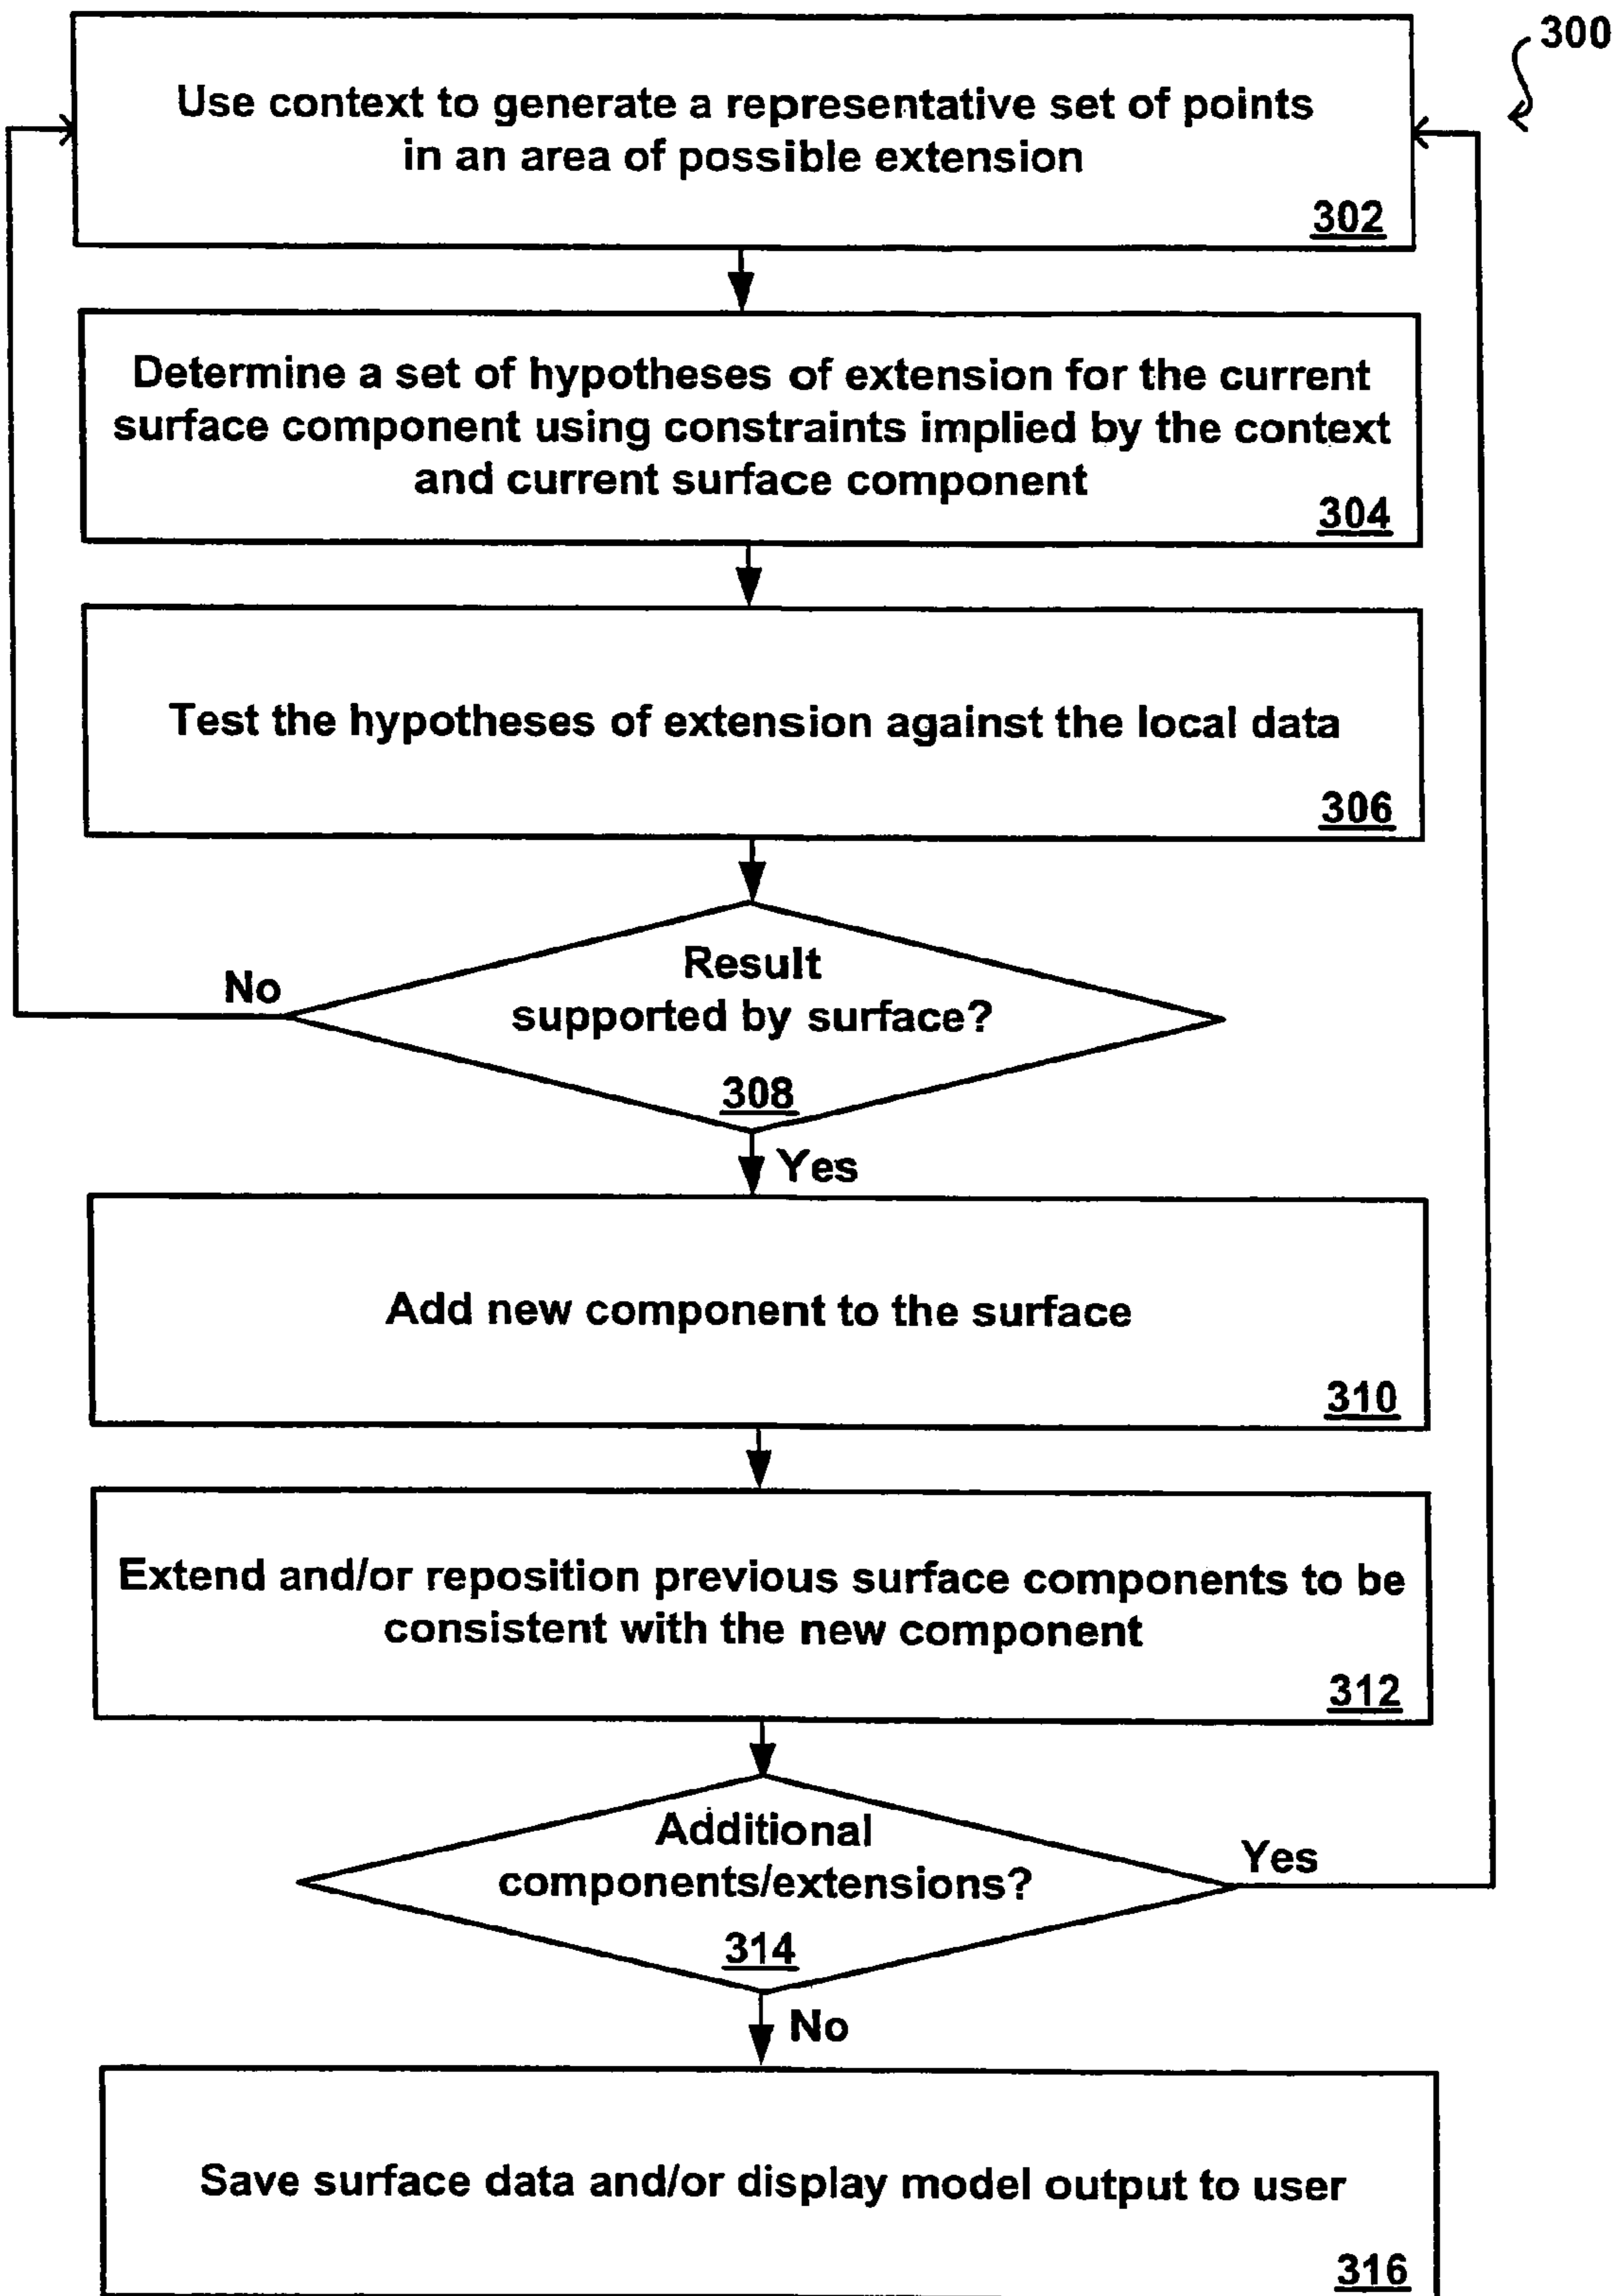 300
Use context to generate a representative set of points
in an area of possible extension
302
Determine a set of hypotheses of extension for the current
surface component using constraints implied by the context
and current surface component
304
Test the hypotheses of extension against the local data
306
Result
supported by surface?
308
No
Yes
Add new component to the surface
310
Extend and/or reposition previous surface components to be
consistent with the new component
312
Additional
components/extensions?
314
Yes
No
Save surface data and/or display model output to user
316